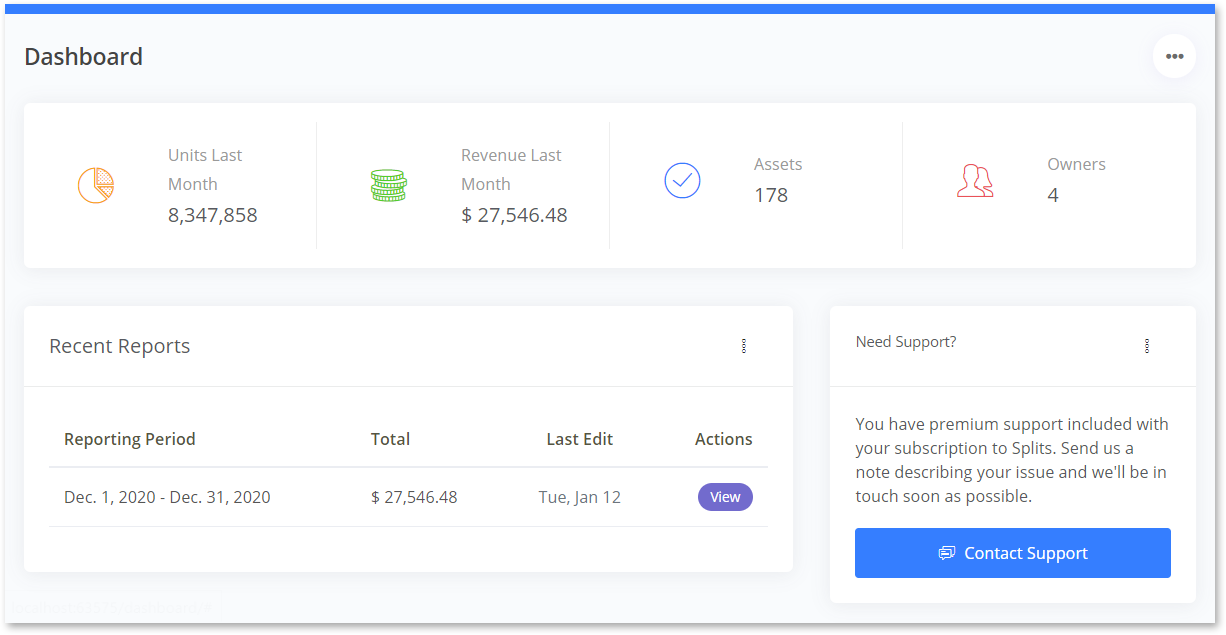 Dashboard
Units Last
Month
8,347,858
Revenue Last
Month
$ 27,546.48
Assets
178
Owners
4
Recent Reports
Reporting Period Total Last Edit Actions
Dec. 1, 2020 - Dec. 31, 2020 $ 27,546.48 Tue, Jan 12 View
Need Support?
You have premium support included with
your subscription to Splits. Send us a
note describing your issue and we'll be in
touch soon as possible.
Contact Support